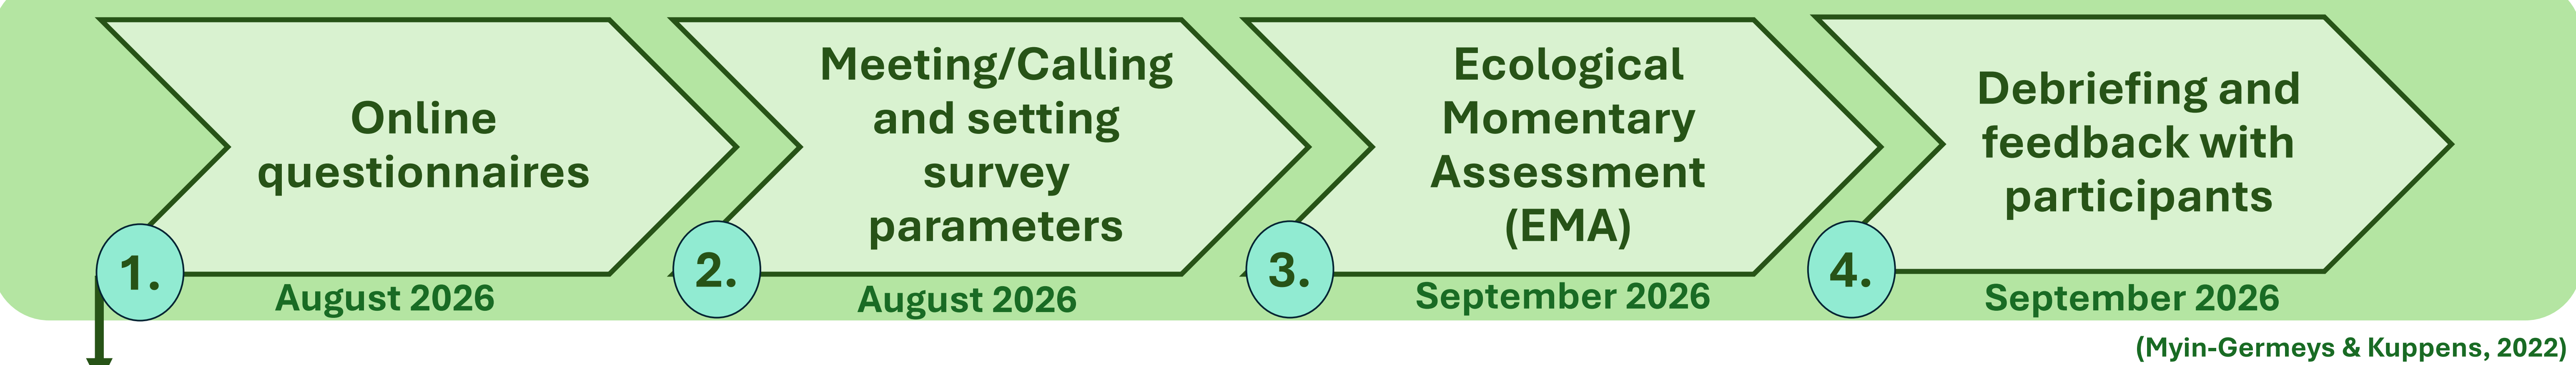 Online
questionnaires
1.
August 2026
Meeting/Calling
and setting
survey
parameters
2.
August 2026
Ecological
Momentary
Assessment
(EMA)
3.
September 2026
Debriefing and
feedback with
participants
4.
September 2026
(Myin-Germeys & Kuppens, 2022)